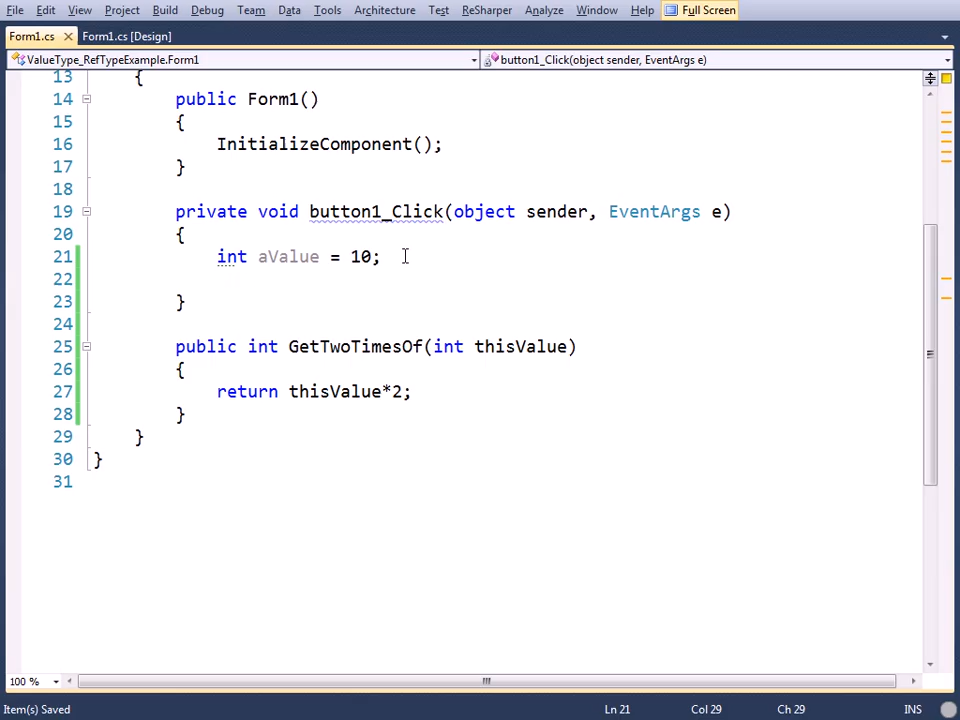 File Edit View Project Build Debug Team Data Tools Architecture Test ReSharper Analyze Window Help Full Screen
Form1.cs Form1.cs [Design]
ValueType_RefTypeExample.Form1 button1_Click(object sender, EventArgs e)
13 {
14 public Form1()
15 {
16 InitializeComponent();
17 }
18
19 private void button1_Click(object sender, EventArgs e)
20 {
21 int aValue = 10;
22
23 }
24
25 public int GetTwoTimesOf(int thisValue)
26 {
27 return thisValue*2;
28 }
29 }
30 }
31
100 %
Item(s) Saved Ln 21 Col 29 Ch 29 INS